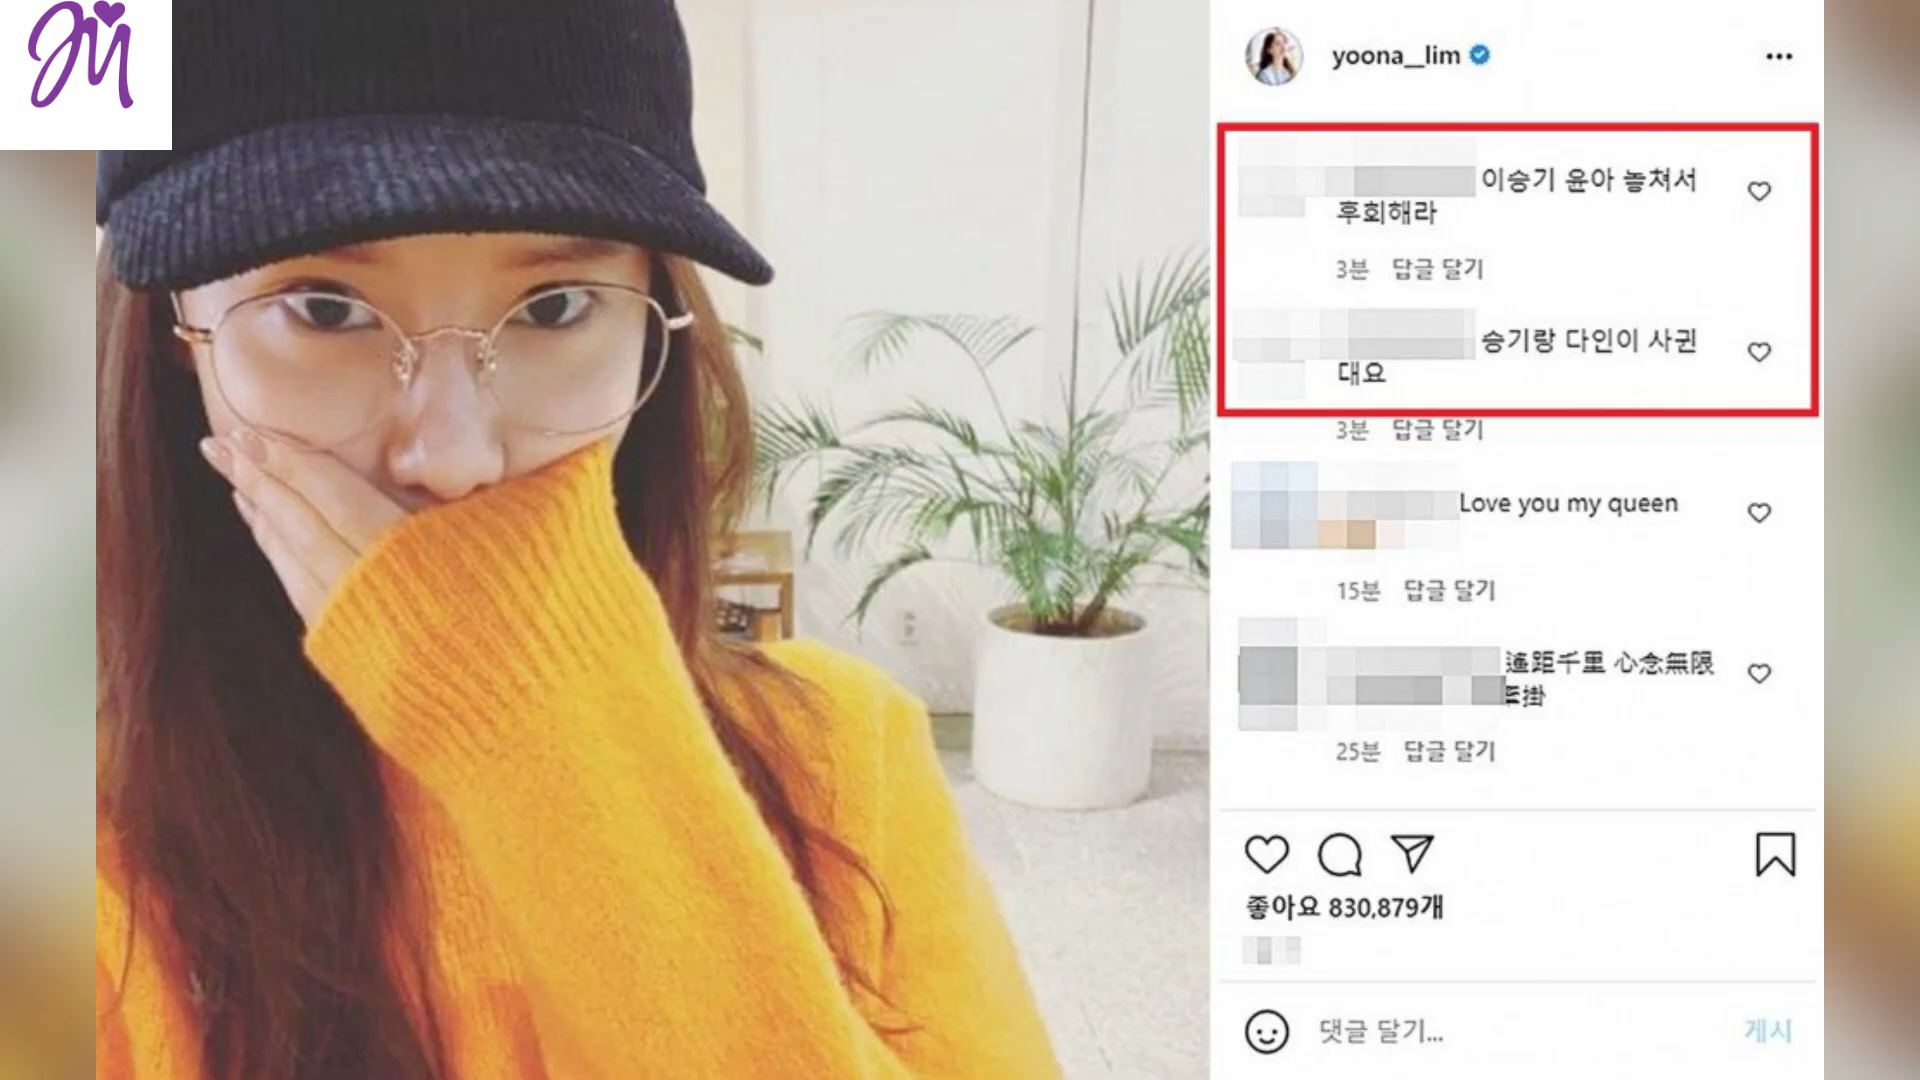 JM
yoona__lim
이승기 윤아 놓쳐서
후회해라
3분 답글 달기
승기랑 다인이 사귄
대요
3분 답글 달기
Love you my queen
15분 답글 달기
遙距千里 心念無限
掛
25분 답글 달기
좋아요 830,879개
댓글 달기...
게시